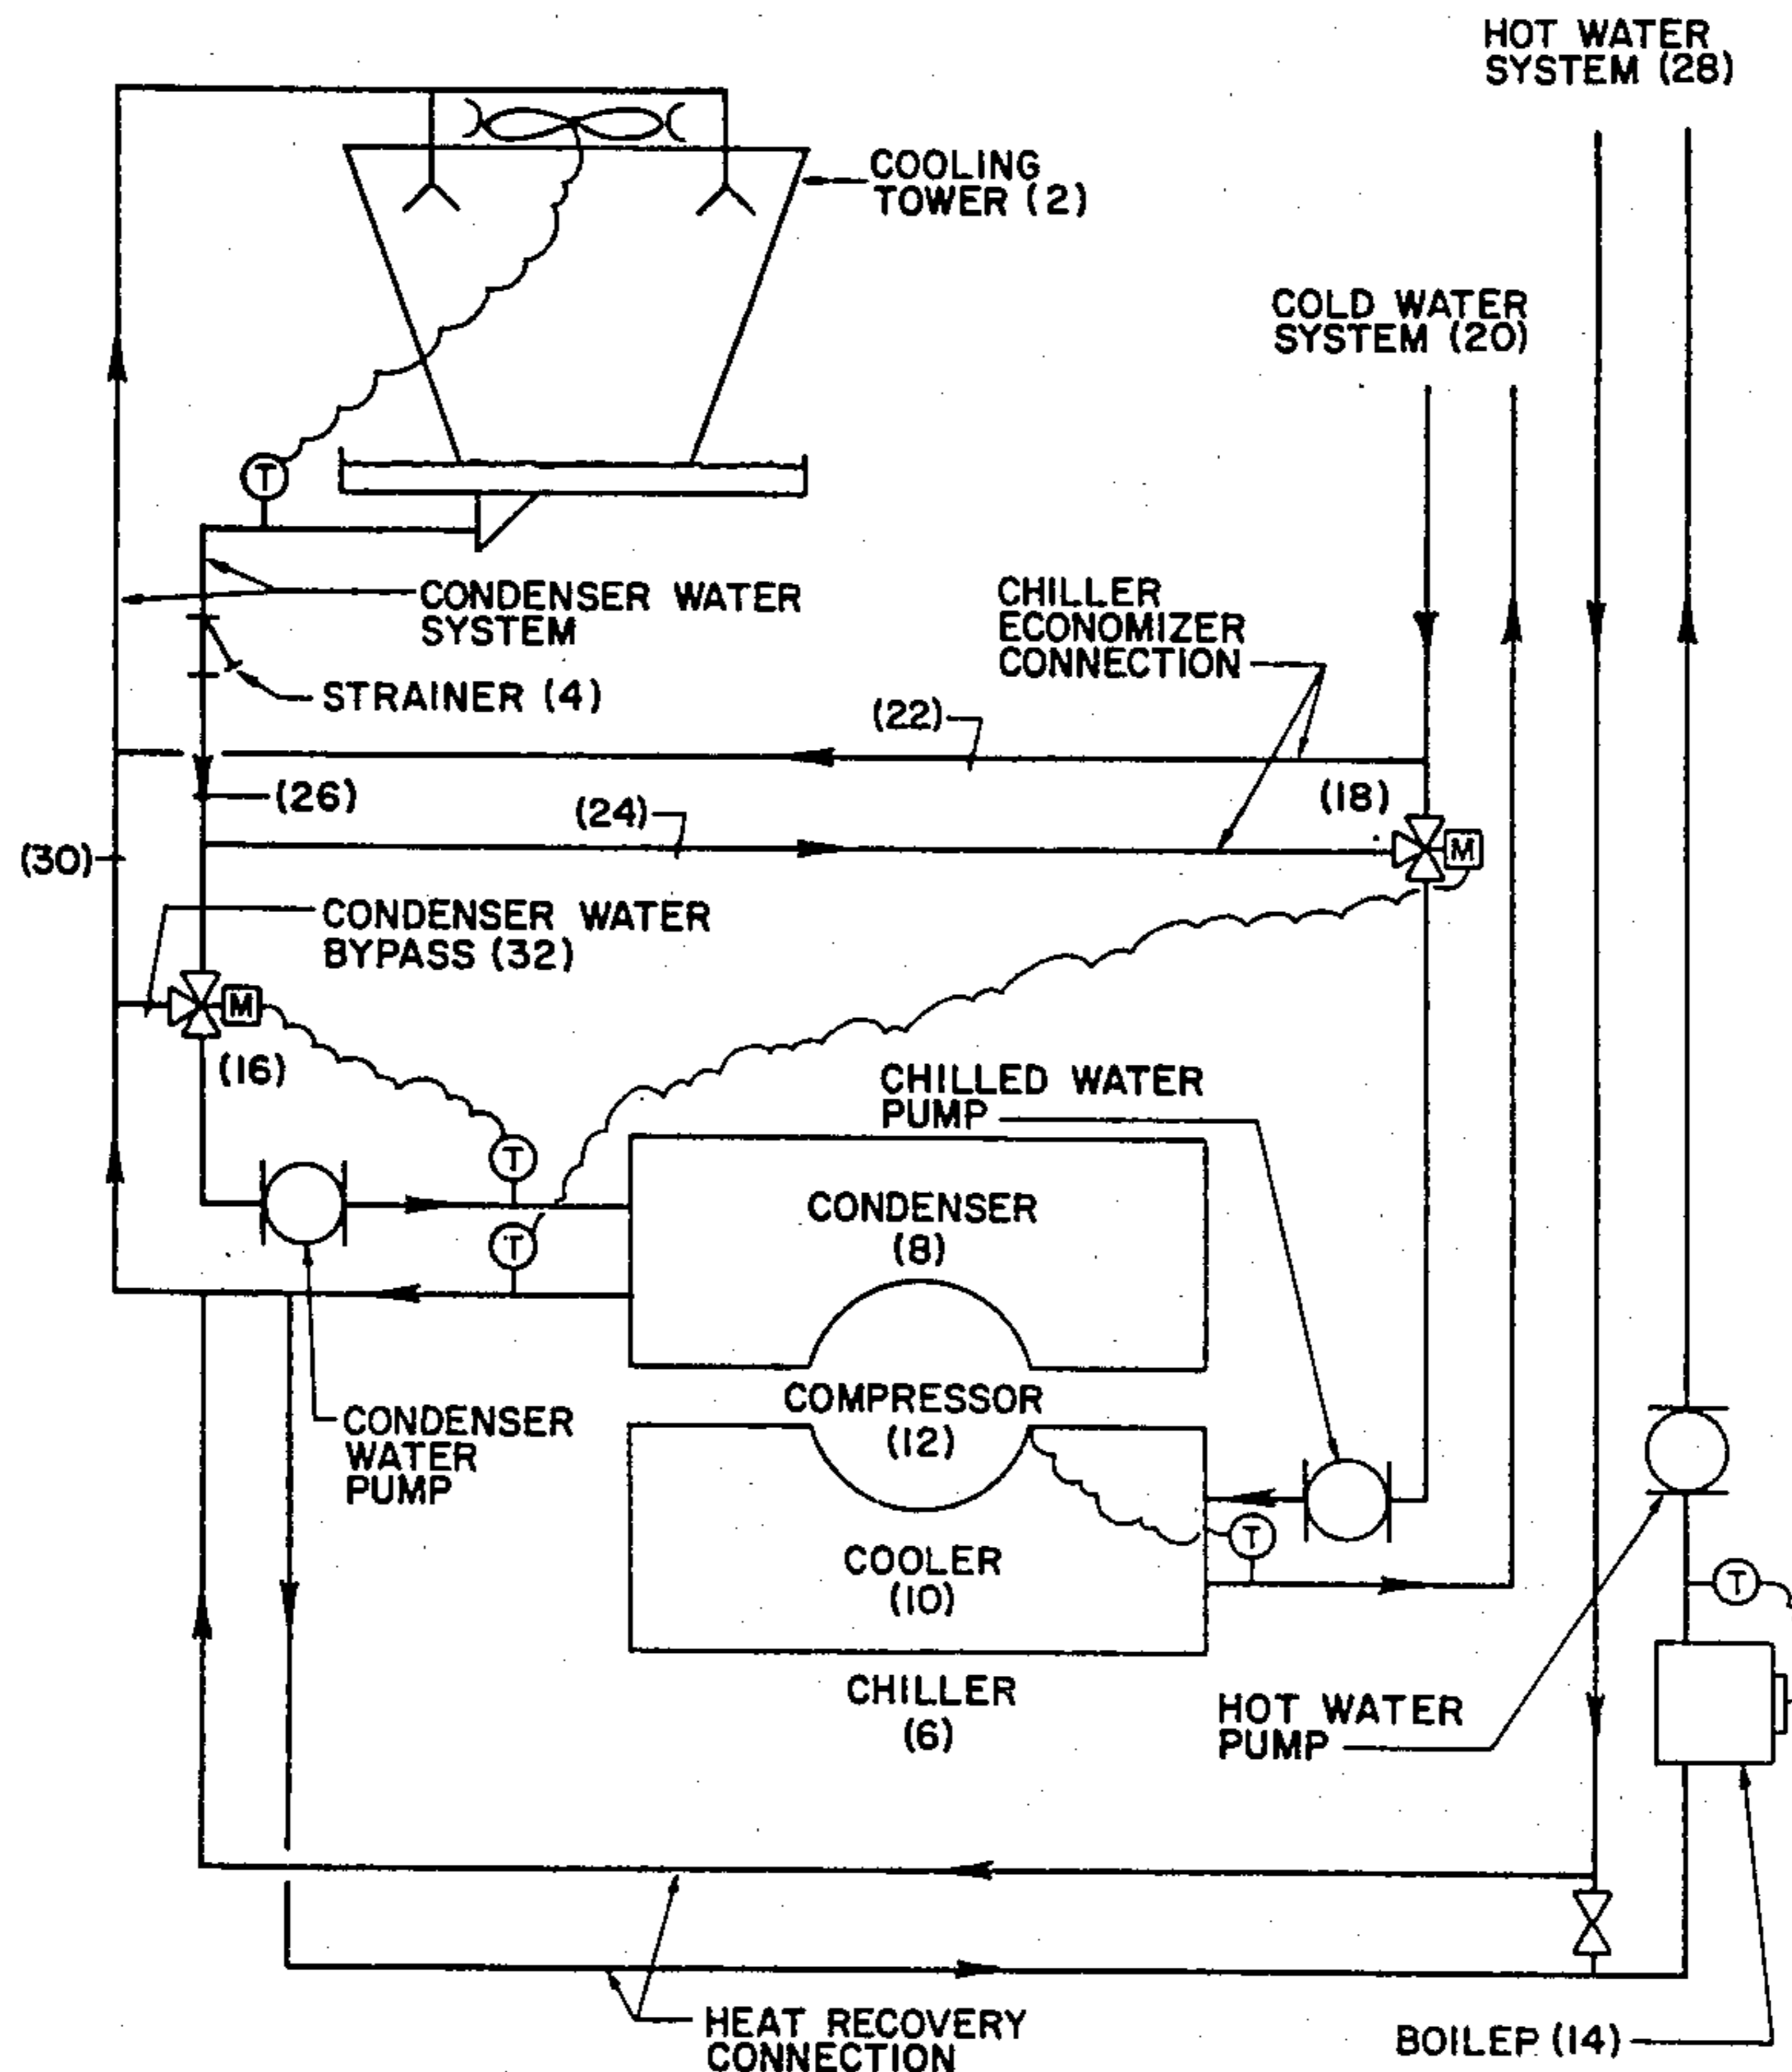 HOT WATER
SYSTEM (28)
COOLING
TOWER (2)
COLD WATER
SYSTEM (20)
T
CONDENSER WATER
SYSTEM
CHILLER
ECONOMIZER
CONNECTION
STRAINER (4)
(22)
(26)
(18)
(24)
(30)
M
CONDENSER WATER
BYPASS (32)
M
(16)
CHILLED WATER
PUMP
T
CONDENSER
(8)
T
COMPRESSOR
(12)
CONDENSER
WATER
PUMP
COOLER
(10)
T
T
CHILLER
(6)
HOT WATER
PUMP
HEAT RECOVERY
CONNECTION
BOILEP (14)